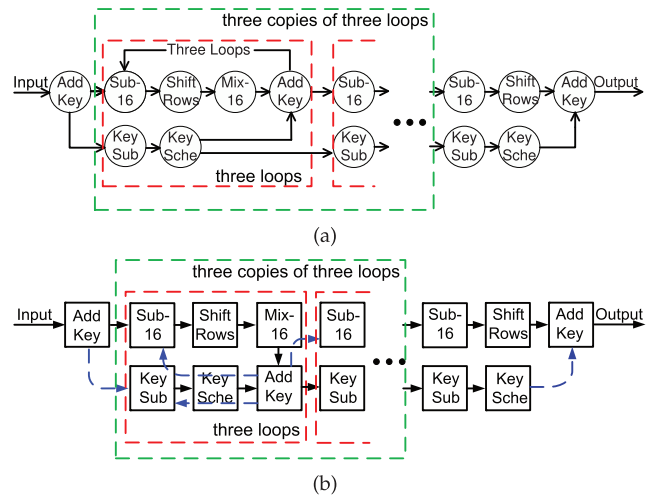 three copies of three loops
Three Loops
Input Add Key Sub-16 Shift Rows Mix-16 Add Key Sub-16 Sub-16 Shift Rows Add Key Output
Key Sub Key Sche Key Sub Key Sub Key Sche
three loops
(a)
three copies of three loops
Input Add Key Sub-16 Shift Rows Mix-16 Sub-16 Sub-16 Shift Rows Add Key Output
Key Sub Key Sche Add Key Key Sub Key Sub Key Sche
three loops
(b)